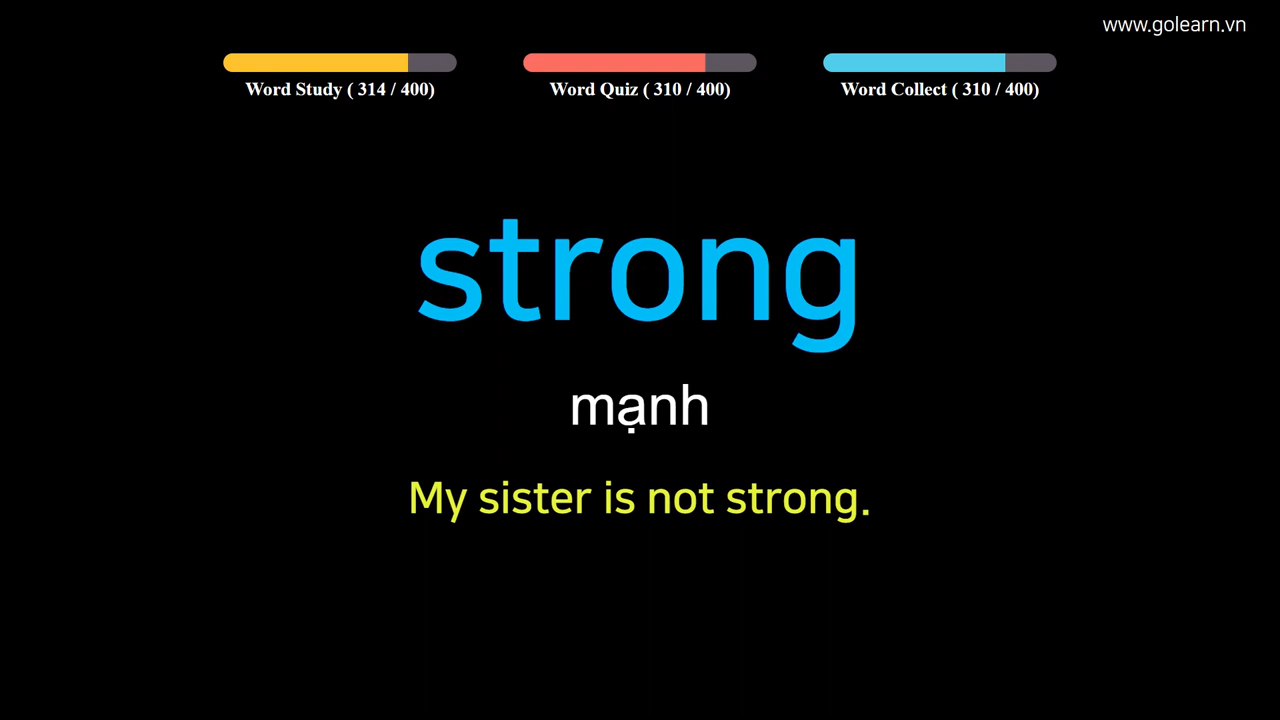 www.golearn.vn
Word Study ( 314 / 400)
Word Quiz ( 310 / 400)
Word Collect ( 310 / 400)
strong
mạnh
My sister is not strong.